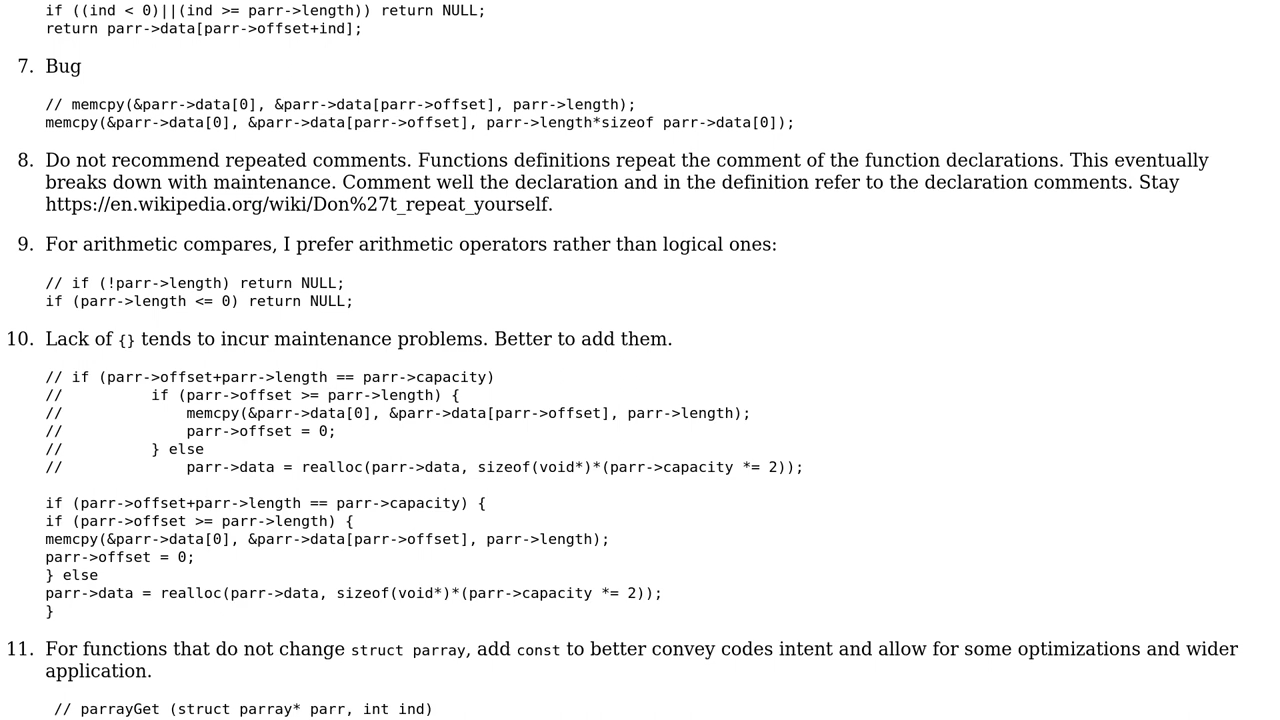 if ((ind < 0)||(ind >= parr->length)) return NULL;
return parr->data[parr->offset+ind];
7. Bug
// memcpy(&parr->data[0], &parr->data[parr->offset], parr->length);
memcpy(&parr->data[0], &parr->data[parr->offset], parr->length*sizeof parr->data[0]);
8. Do not recommend repeated comments. Functions definitions repeat the comment of the function declarations. This eventually
breaks down with maintenance. Comment well the declaration and in the definition refer to the declaration comments. Stay
https://en.wikipedia.org/wiki/Don%27t_repeat_yourself.
9. For arithmetic compares, I prefer arithmetic operators rather than logical ones:
// if (!parr->length) return NULL;
if (parr->length <= 0) return NULL;
10. Lack of {} tends to incur maintenance problems. Better to add them.
// if (parr->offset+parr->length == parr->capacity)
//          if (parr->offset >= parr->length) {
//              memcpy(&parr->data[0], &parr->data[parr->offset], parr->length);
//              parr->offset = 0;
//          } else
//              parr->data = realloc(parr->data, sizeof(void*)*(parr->capacity *= 2));
if (parr->offset+parr->length == parr->capacity) {
if (parr->offset >= parr->length) {
memcpy(&parr->data[0], &parr->data[parr->offset], parr->length);
parr->offset = 0;
} else
parr->data = realloc(parr->data, sizeof(void*)*(parr->capacity *= 2));
}
11. For functions that do not change struct parray, add const to better convey codes intent and allow for some optimizations and wider
application.
// parrayGet (struct parray* parr, int ind)